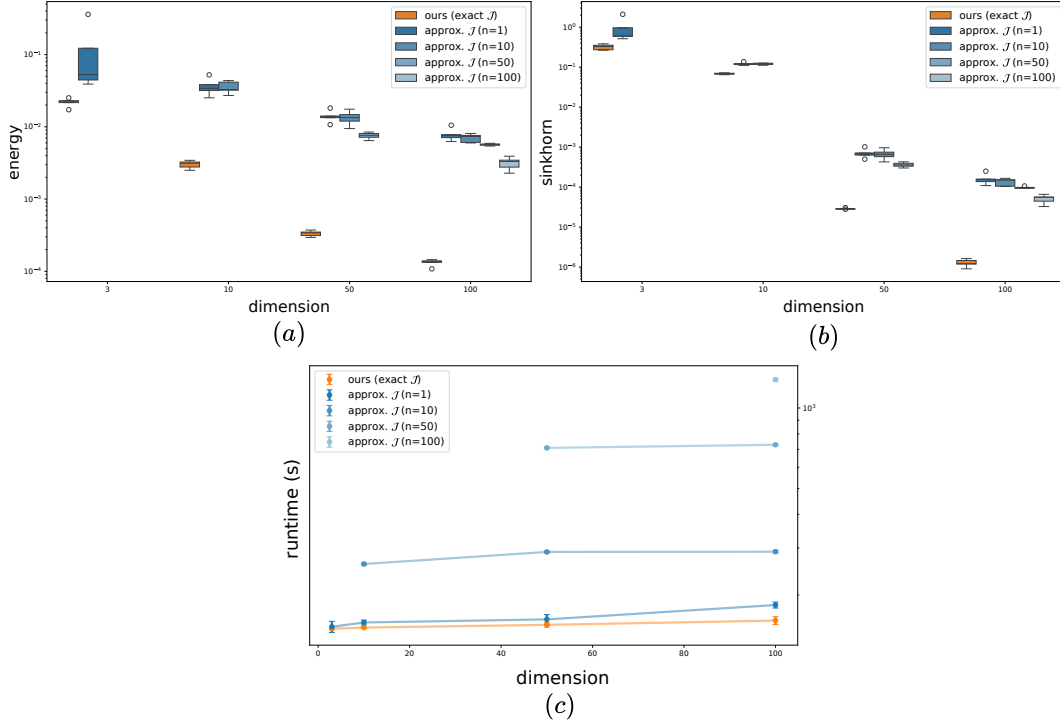 10⁻¹
10⁻²
10⁻³
10⁻⁴
energy
ours (exact 𝒥)
approx. 𝒥 (n=1)
approx. 𝒥 (n=10)
approx. 𝒥 (n=50)
approx. 𝒥 (n=100)
3 10 50 100
dimension
(a)
10⁰
10⁻¹
10⁻²
10⁻³
10⁻⁴
10⁻⁵
10⁻⁶
sinkhorn
ours (exact 𝒥)
approx. 𝒥 (n=1)
approx. 𝒥 (n=10)
approx. 𝒥 (n=50)
approx. 𝒥 (n=100)
3 10 50 100
dimension
(b)
runtime (s)
ours (exact 𝒥)
approx. 𝒥 (n=1)
approx. 𝒥 (n=10)
approx. 𝒥 (n=50)
approx. 𝒥 (n=100)
10³
0 20 40 60 80 100
dimension
(c)